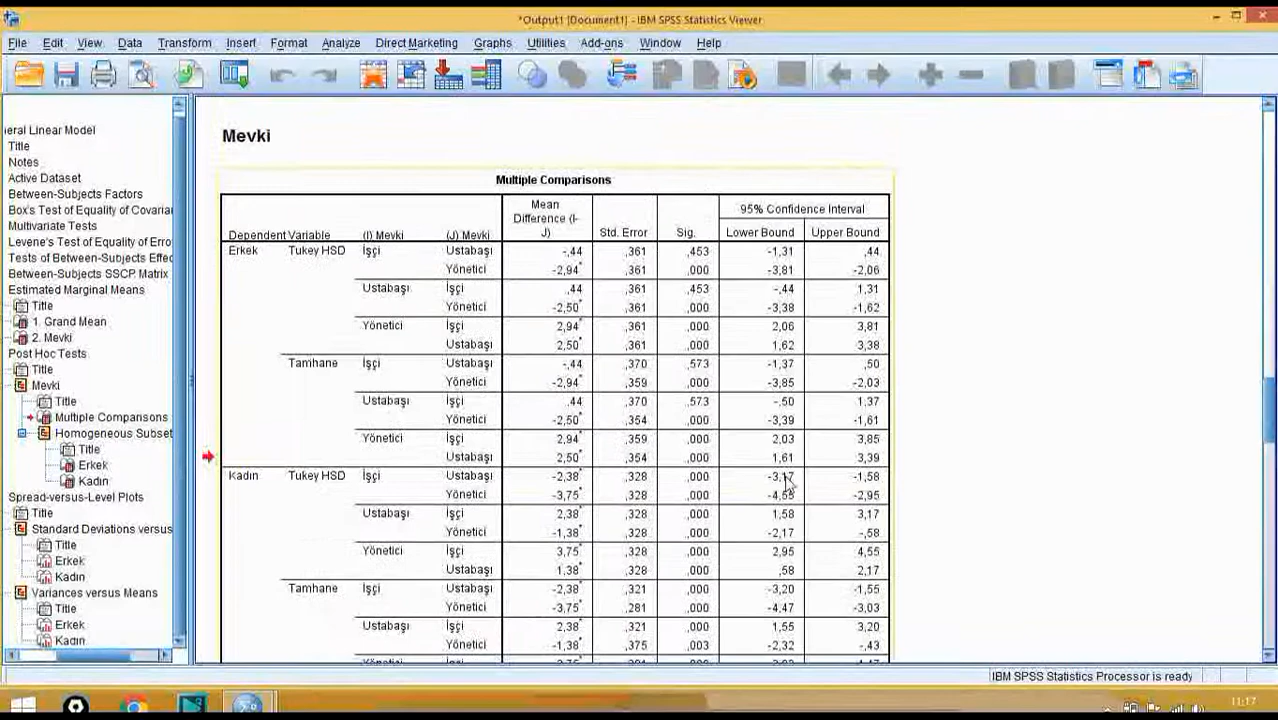 *Output1 [Document1] - IBM SPSS Statistics Viewer
File Edit View Data Transform Insert Format Analyze Direct Marketing Graphs Utilities Add-ons Window Help
eral Linear Model
Title
Notes
Active Dataset
Between-Subjects Factors
Box's Test of Equality of Covarian
Multivariate Tests
Levene's Test of Equality of Erro
Tests of Between-Subjects Effec
Between-Subjects SSCP Matrix
Estimated Marginal Means
Title
1. Grand Mean
2. Mevki
Post Hoc Tests
Title
Mevki
Title
Multiple Comparisons
Homogeneous Subset
Title
Erkek
Kadın
Spread-versus-Level Plots
Title
Standard Deviations versus
Title
Erkek
Kadın
Variances versus Means
Title
Erkek
Kadın
Mevki
Multiple Comparisons
Dependent Variable (I) Mevki (J) Mevki Mean Difference (I-J) Std. Error Sig. 95% Confidence Interval
Lower Bound Upper Bound
Erkek Tukey HSD İşçi Ustabaşı -,44 ,361 ,453 -1,31 ,44
Yönetici -2,94* ,361 ,000 -3,81 -2,06
Ustabaşı İşçi ,44 ,361 ,453 -,44 1,31
Yönetici -2,50* ,361 ,000 -3,38 -1,62
Yönetici İşçi 2,94* ,361 ,000 2,06 3,81
Ustabaşı 2,50* ,361 ,000 1,62 3,38
Tamhane İşçi Ustabaşı -,44 ,370 ,573 -1,37 ,50
Yönetici -2,94* ,359 ,000 -3,85 -2,03
Ustabaşı İşçi ,44 ,370 ,573 -,50 1,37
Yönetici -2,50* ,354 ,000 -3,39 -1,61
Yönetici İşçi 2,94* ,359 ,000 2,03 3,85
Ustabaşı 2,50* ,354 ,000 1,61 3,39
Kadın Tukey HSD İşçi Ustabaşı -2,38* ,328 ,000 -3,17 -1,58
Yönetici -3,75* ,328 ,000 -4,55 -2,95
Ustabaşı İşçi 2,38* ,328 ,000 1,58 3,17
Yönetici -1,38* ,328 ,000 -2,17 -,58
Yönetici İşçi 3,75* ,328 ,000 2,95 4,55
Ustabaşı 1,38* ,328 ,000 ,58 2,17
Tamhane İşçi Ustabaşı -2,38* ,321 ,000 -3,20 -1,55
Yönetici -3,75* ,281 ,000 -4,47 -3,03
Ustabaşı İşçi 2,38* ,321 ,000 1,55 3,20
Yönetici -1,38* ,375 ,003 -2,32 -,43
IBM SPSS Statistics Processor is ready
11:17